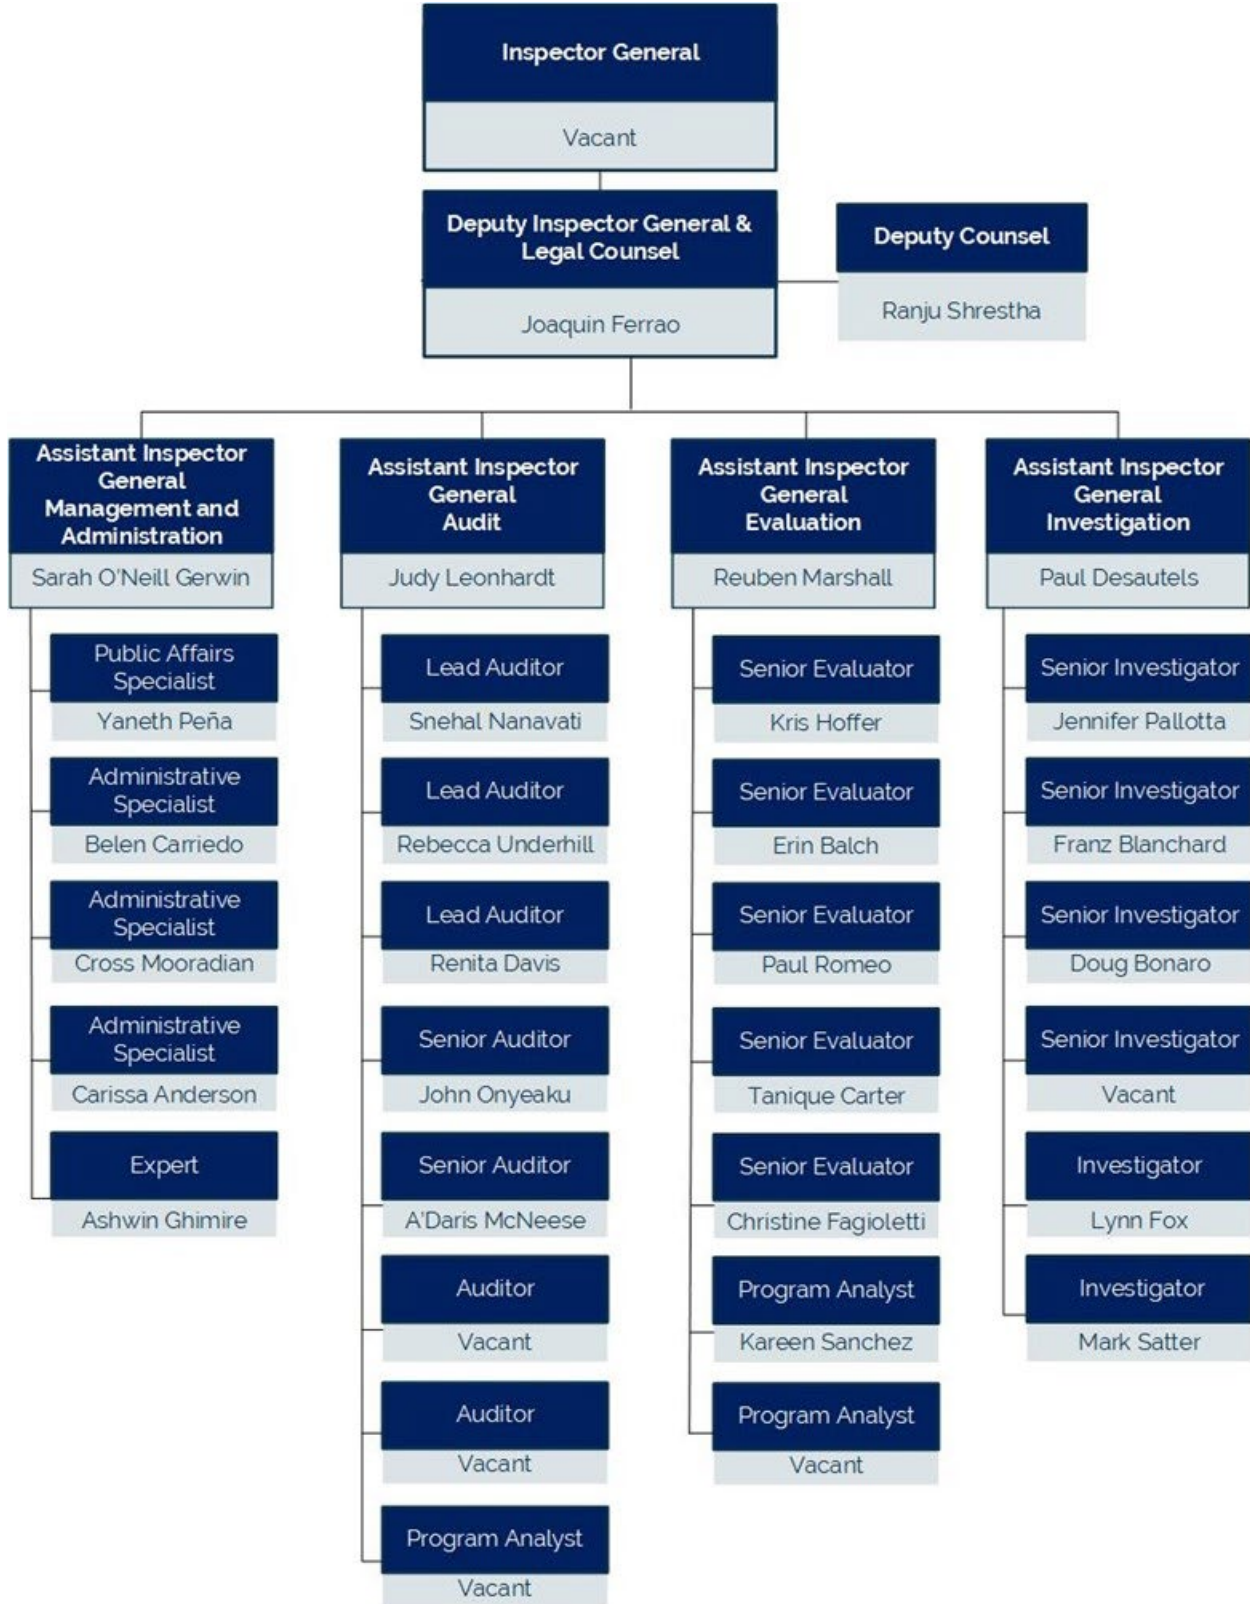 Inspector General
Vacant
Deputy Inspector General &
Legal Counsel
Joaquin Ferrao
Deputy Counsel
Ranju Shrestha
Assistant Inspector
General
Management and
Administration
Sarah O'Neill Gerwin
Public Affairs
Specialist
Yaneth Peña
Administrative
Specialist
Belen Carriedo
Administrative
Specialist
Cross Mooradian
Administrative
Specialist
Carissa Anderson
Expert
Ashwin Ghimire
Assistant Inspector
General
Audit
Judy Leonhardt
Lead Auditor
Snehal Nanavati
Lead Auditor
Rebecca Underhill
Lead Auditor
Renita Davis
Senior Auditor
John Onyeaku
Senior Auditor
A'Daris McNeese
Auditor
Vacant
Auditor
Vacant
Program Analyst
Vacant
Assistant Inspector
General
Evaluation
Reuben Marshall
Senior Evaluator
Kris Hoffer
Senior Evaluator
Erin Balch
Senior Evaluator
Paul Romeo
Senior Evaluator
Tanique Carter
Senior Evaluator
Christine Fagioletti
Program Analyst
Kareen Sanchez
Program Analyst
Vacant
Assistant Inspector
General
Investigation
Paul Desautels
Senior Investigator
Jennifer Pallotta
Senior Investigator
Franz Blanchard
Senior Investigator
Doug Bonaro
Senior Investigator
Vacant
Investigator
Lynn Fox
Investigator
Mark Satter